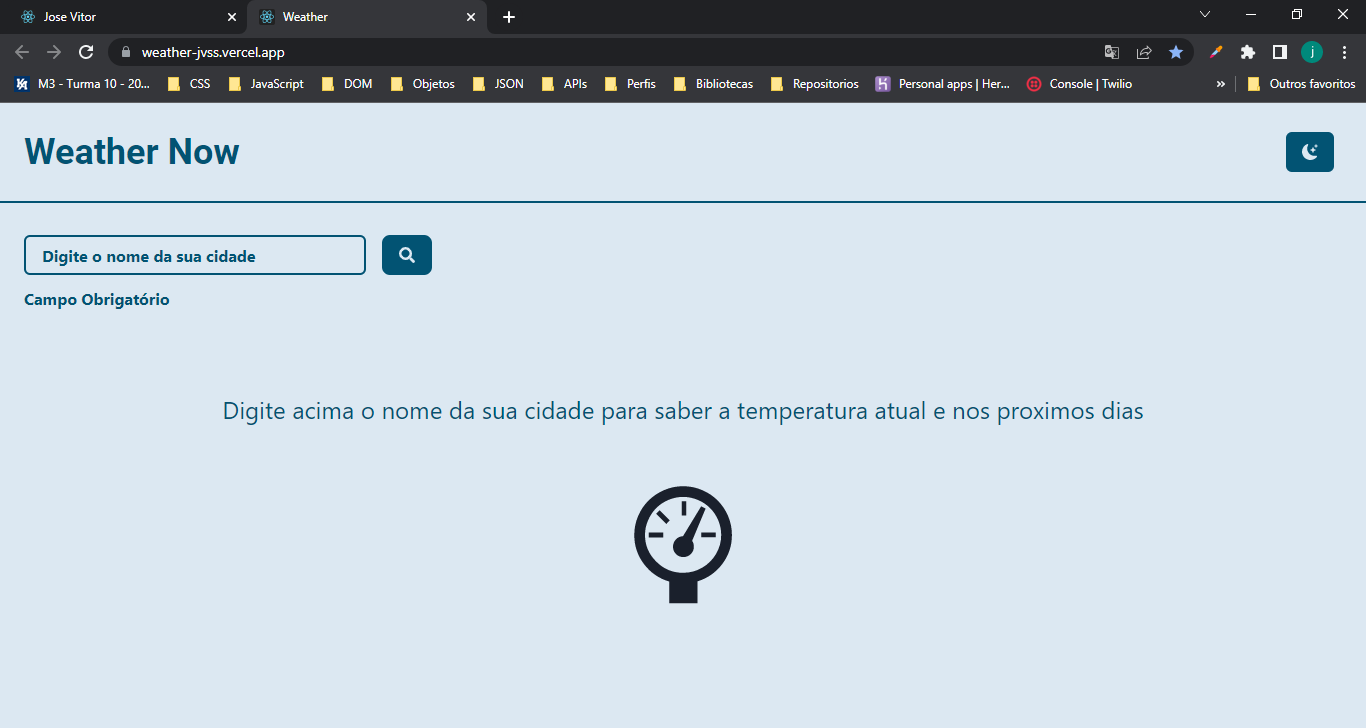 Jose Vitor
Weather
weather-jvss.vercel.app
j
M3 - Turma 10 - 20... CSS JavaScript DOM Objetos JSON APIs Perfis Bibliotecas Repositorios Personal apps | Her... Console | Twilio » Outros favoritos
Weather Now
Digite o nome da sua cidade
Campo Obrigatório
Digite acima o nome da sua cidade para saber a temperatura atual e nos proximos dias